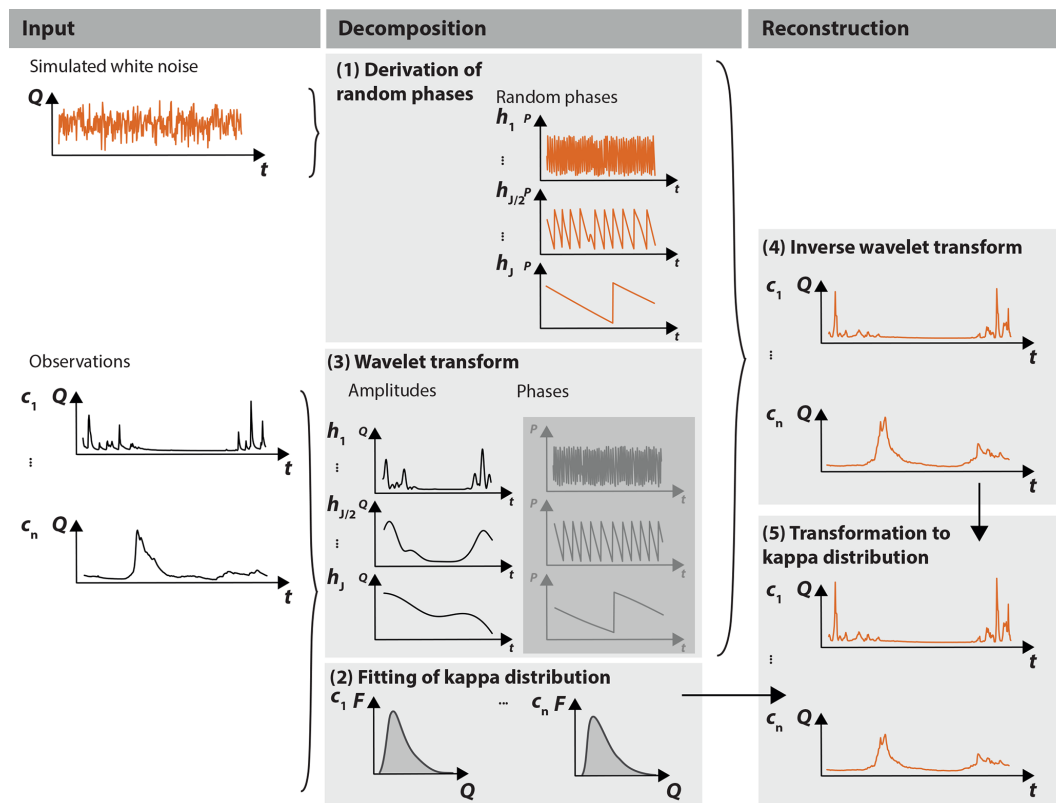 Input
Decomposition
Reconstruction
Simulated white noise
Q
t
(1) Derivation of
random phases
Random phases
h1 P
t
...
hJ/2 P
t
...
hJ P
t
Observations
c1 Q
t
...
cn Q
t
(3) Wavelet transform
Amplitudes
Phases
h1 Q
t
P
t
...
hJ/2 Q
t
P
t
...
hJ Q
t
P
t
(2) Fitting of kappa distribution
c1 F
Q
...
cn F
Q
(4) Inverse wavelet transform
c1 Q
t
...
cn Q
t
(5) Transformation to
kappa distribution
c1 Q
t
...
cn Q
t